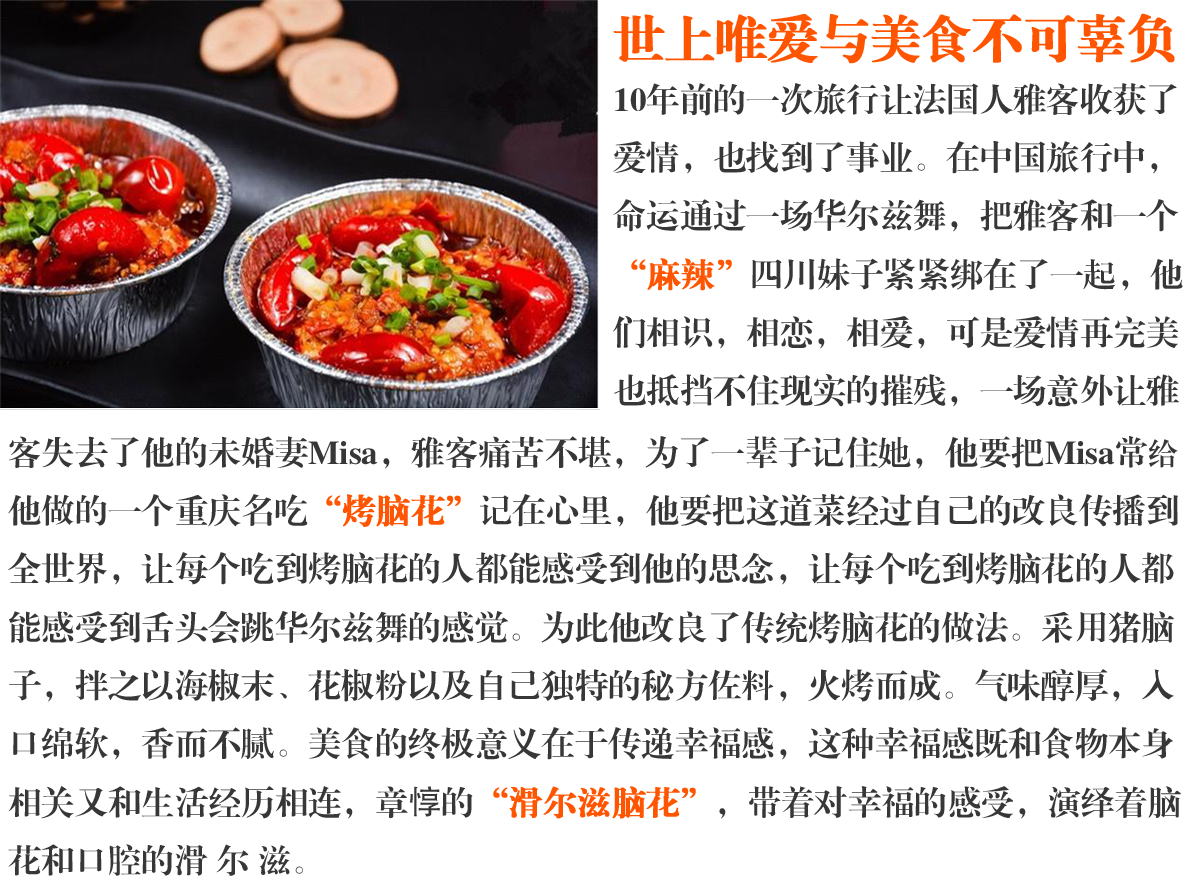 世上唯爱与美食不可辜负
10年前的一次旅行让法国人雅客收获了
爱情，也找到了事业。在中国旅行中，
命运通过一场华尔兹舞，把雅客和一个
“麻辣”四川妹子紧紧绑在了一起，他
们相识，相恋，相爱，可是爱情再完美
也抵挡不住现实的摧残，一场意外让雅
客失去了他的未婚妻Misa，雅客痛苦不堪，为了一辈子记住她，他要把Misa常给
他做的一个重庆名吃“烤脑花”记在心里，他要把这道菜经过自己的改良传播到
全世界，让每个吃到烤脑花的人都能感受到他的思念，让每个吃到烤脑花的人都
能感受到舌头会跳华尔兹舞的感觉。为此他改良了传统烤脑花的做法。采用猪脑
子，拌之以海椒末、花椒粉以及自己独特的秘方佐料，火烤而成。气味醇厚，入
口绵软，香而不腻。美食的终极意义在于传递幸福感，这种幸福感既和食物本身
相关又和生活经历相连，章惇的“滑尔滋脑花”，带着对幸福的感受，演绎着脑
花和口腔的滑 尔 滋。